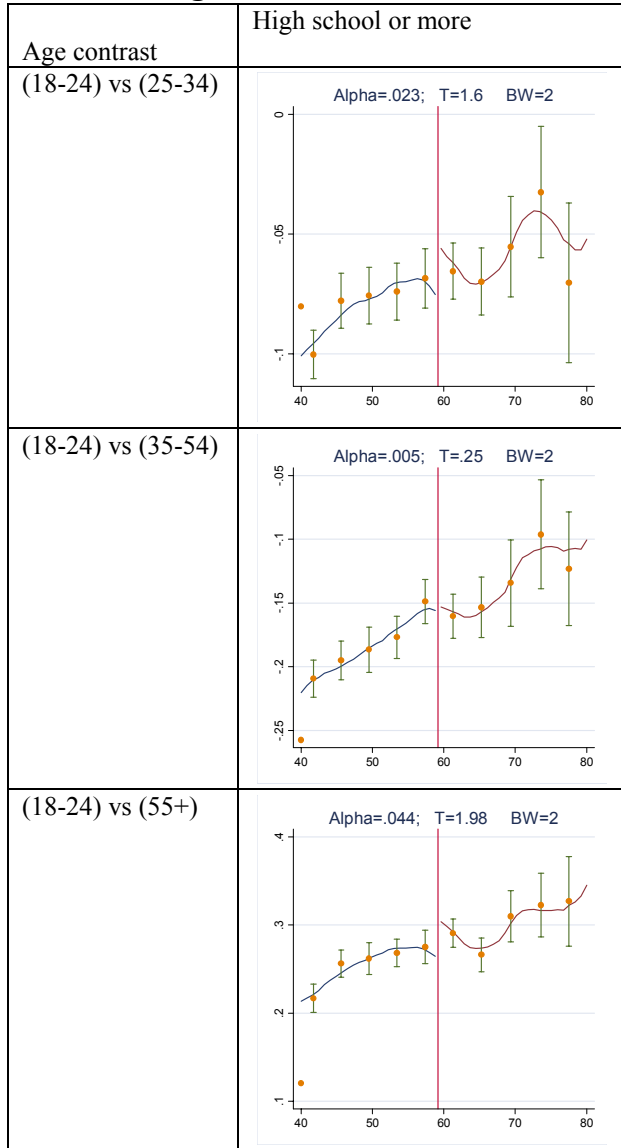 Age contrast
High school or more
(18-24) vs (25-34)
Alpha=.023; T=1.6 BW=2
0
-.05
-.1
40 50 60 70 80
(18-24) vs (35-54)
Alpha=.005; T=.25 BW=2
-.05
-.1
-.15
-.2
-.25
40 50 60 70 80
(18-24) vs (55+)
Alpha=.044; T=1.98 BW=2
.4
.3
.2
.1
40 50 60 70 80